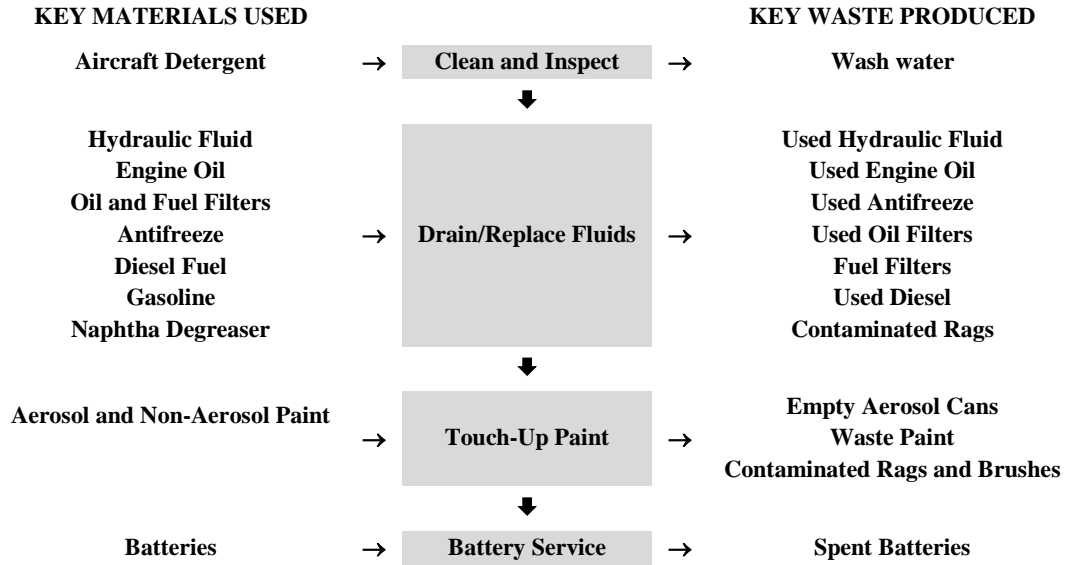 KEY MATERIALS USED
KEY WASTE PRODUCED
Aircraft Detergent → Clean and Inspect → Wash water
Hydraulic Fluid
Engine Oil
Oil and Fuel Filters
Antifreeze
Diesel Fuel
Gasoline
Naphtha Degreaser
→ Drain/Replace Fluids →
Used Hydraulic Fluid
Used Engine Oil
Used Antifreeze
Used Oil Filters
Fuel Filters
Used Diesel
Contaminated Rags
Aerosol and Non-Aerosol Paint
→ Touch-Up Paint →
Empty Aerosol Cans
Waste Paint
Contaminated Rags and Brushes
Batteries → Battery Service → Spent Batteries